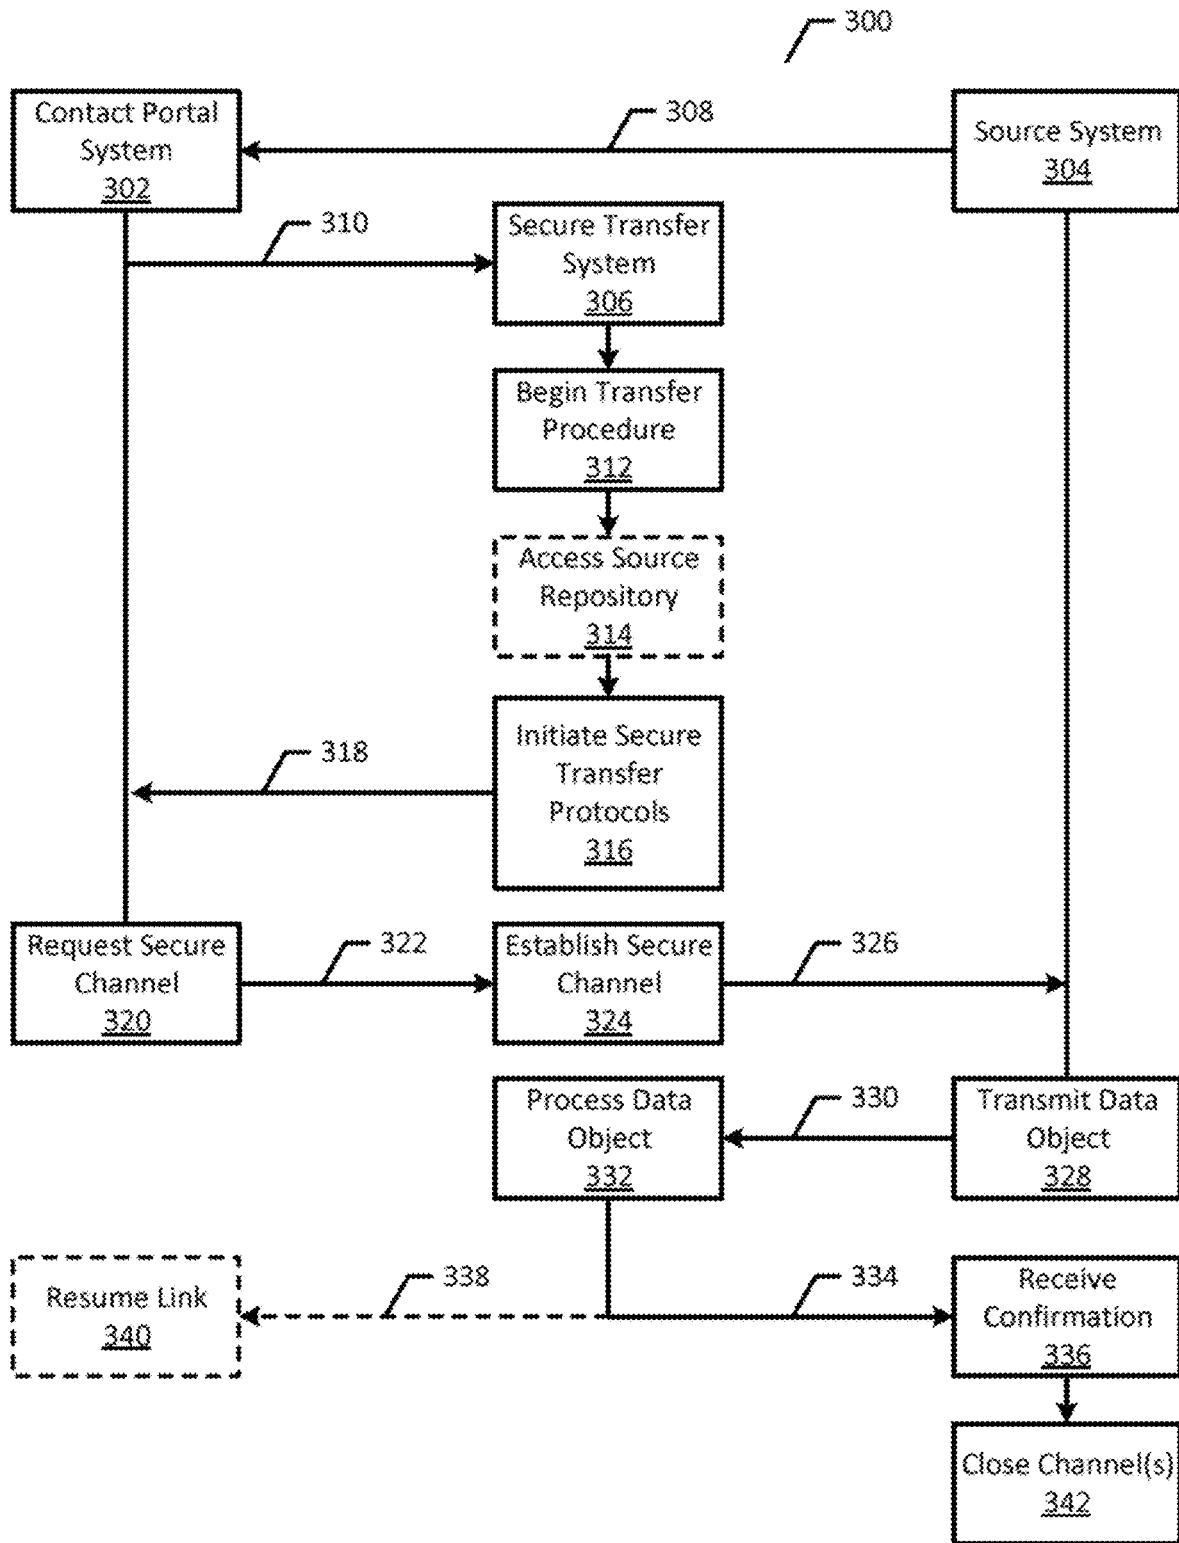 300
Contact Portal
System
302
308
Source System
304
310
Secure Transfer
System
306
Begin Transfer
Procedure
312
Access Source
Repository
314
318
Initiate Secure
Transfer
Protocols
316
Request Secure
Channel
320
322
Establish Secure
Channel
324
326
Process Data
Object
332
330
Transmit Data
Object
328
Resume Link
340
338
334
Receive
Confirmation
336
Close Channel(s)
342